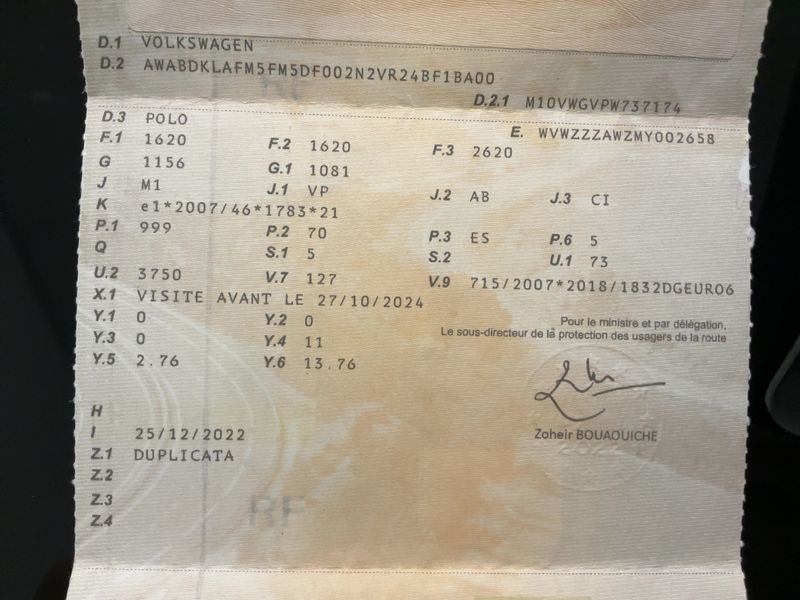 D.1 VOLKSWAGEN
D.2 AWABDKLAFM5FM5DF002N2VR24BF1BA00
D.2.1 M10VWGVPW737174
D.3 POLO E. WVWZZZAWZMY002658
F.1 1620 F.2 1620 F.3 2620
G 1156 G.1 1081
J M1 J.1 VP J.2 AB J.3 CI
K e1*2007/46*1783*21
P.1 999 P.2 70 P.3 ES P.6 5
Q S.1 5 S.2 U.1 73
U.2 3750 V.7 127 V.9 715/2007*2018/1832DGEURO6
X.1 VISITE AVANT LE 27/10/2024
Y.1 0 Y.2 0
Y.3 0 Y.4 11
Y.5 2.76 Y.6 13.76
Pour le ministre et par délégation,
Le sous-directeur de la protection des usagers de la route
Zoheir BOUAOUICHE
H
I 25/12/2022
Z.1 DUPLICATA
Z.2
Z.3
Z.4
RF